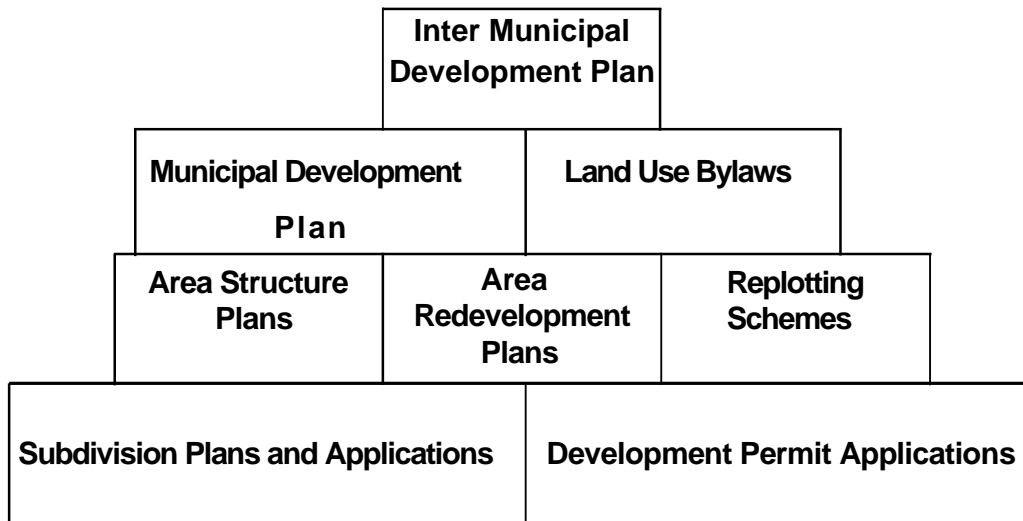 Inter Municipal
Development Plan
Municipal Development
Plan
Land Use Bylaws
Area Structure
Plans
Area
Redevelopment
Plans
Replotting
Schemes
Subdivision Plans and Applications
Development Permit Applications